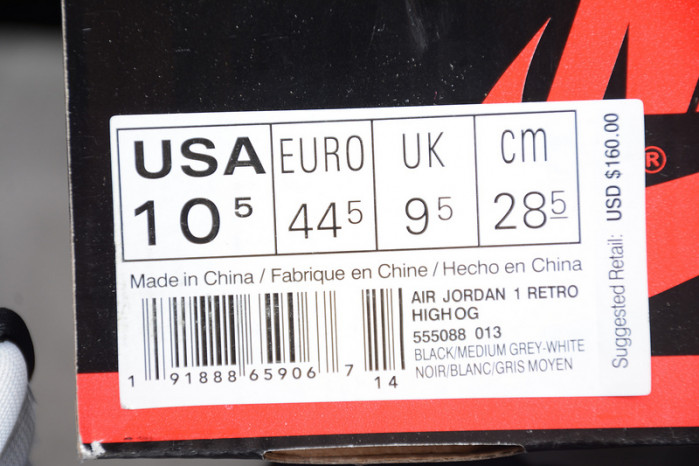 USA EURO UK cm
10 5 44 5 9 5 28 5
Made in China / Fabrique en Chine / Hecho en China
AIR JORDAN 1 RETRO
HIGH OG
555088 013
BLACK/MEDIUM GREY-WHITE
NOIR/BLANC/GRIS MOYEN
1 91888 65906 7 14
Suggested Retail: USD $160.00
®